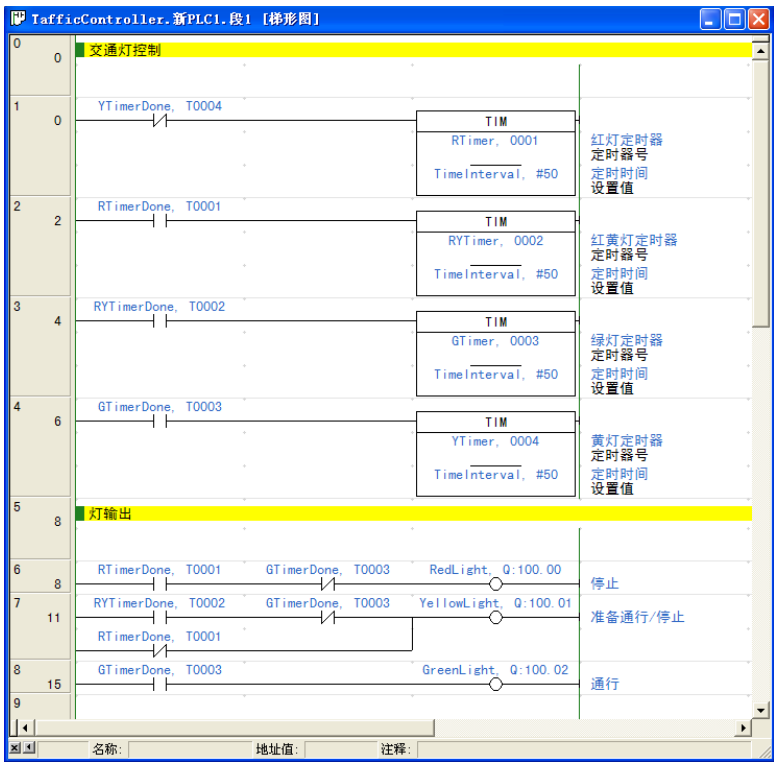 TafficController.新PLC1.段1 [梯形图]
0 0 交通灯控制
1 0 YTimerDone, T0004
TIM
RTimer, 0001 红灯定时器
定时器号
TimeInterval, #50 定时时间
设置值
2 2 RTimerDone, T0001
TIM
RYTimer, 0002 红黄灯定时器
定时器号
TimeInterval, #50 定时时间
设置值
3 4 RYTimerDone, T0002
TIM
GTimer, 0003 绿灯定时器
定时器号
TimeInterval, #50 定时时间
设置值
4 6 GTimerDone, T0003
TIM
YTimer, 0004 黄灯定时器
定时器号
TimeInterval, #50 定时时间
设置值
5 8 灯输出
6 8 RTimerDone, T0001 GTimerDone, T0003 RedLight, Q:100.00 停止
7 11 RYTimerDone, T0002 GTimerDone, T0003 YellowLight, Q:100.01 准备通行/停止
RTimerDone, T0001
8 15 GTimerDone, T0003 GreenLight, Q:100.02 通行
9
名称: 地址值: 注释: